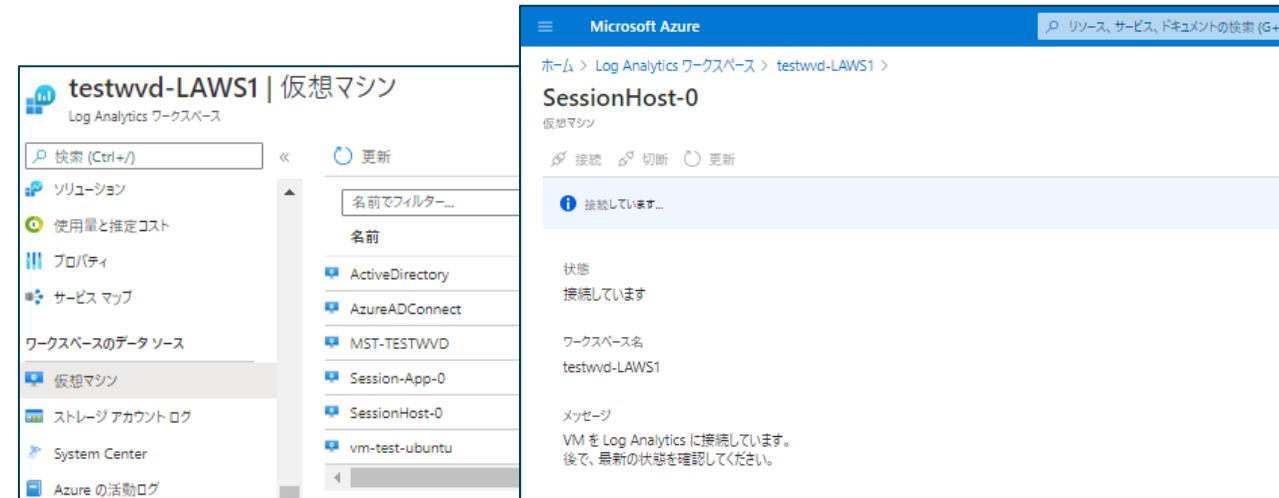 testwvd-LAWS1 | 仮想マシン
Log Analytics ワークスペース
検索 (Ctrl+/)
«
更新
ソリューション
使用量と推定コスト
プロパティ
サービス マップ
ワークスペースのデータ ソース
仮想マシン
ストレージ アカウント ログ
System Center
Azure の活動ログ
名前でフィルター...
名前
ActiveDirectory
AzureADConnect
MST-TESTWVD
Session-App-0
SessionHost-0
vm-test-ubuntu
Microsoft Azure
リソース、サービス、ドキュメントの検索 (G+
ホーム > Log Analytics ワークスペース > testwvd-LAWS1 >
SessionHost-0
仮想マシン
接続 切断 更新
接続しています...
状態
接続しています
ワークスペース名
testwvd-LAWS1
メッセージ
VM を Log Analytics に接続しています。
後で、最新の状態を確認してください。